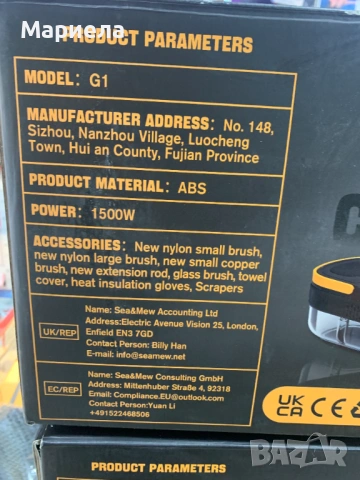 Мариела
PRODUCT PARAMETERS
MODEL: G1
MANUFACTURER ADDRESS: No. 148,
Sizhou, Nanzhou Village, Luocheng
Town, Hui an County, Fujian Province
PRODUCT MATERIAL: ABS
POWER: 1500W
ACCESSORIES: New nylon small brush,
new nylon large brush, new small copper
brush, new extension rod, glass brush, towel
cover, heat insulation gloves, Scrapers
UK/REP
Name: Sea&Mew Accounting Ltd
Address:Electric Avenue Vision 25, London,
Enfield EN3 7GD
Contact Person: Billy Han
E-mail: info@seamew.net
EC/REP
Name: Sea&Mew Consulting GmbH
Address: Mittenhuber Straße 4, 92318
Email: Compliance.EU@outlook.com
Contact Person:Yuan Li
+491522468506
UK
CA CE
PRODUCT PARAMETERS
BAZAR